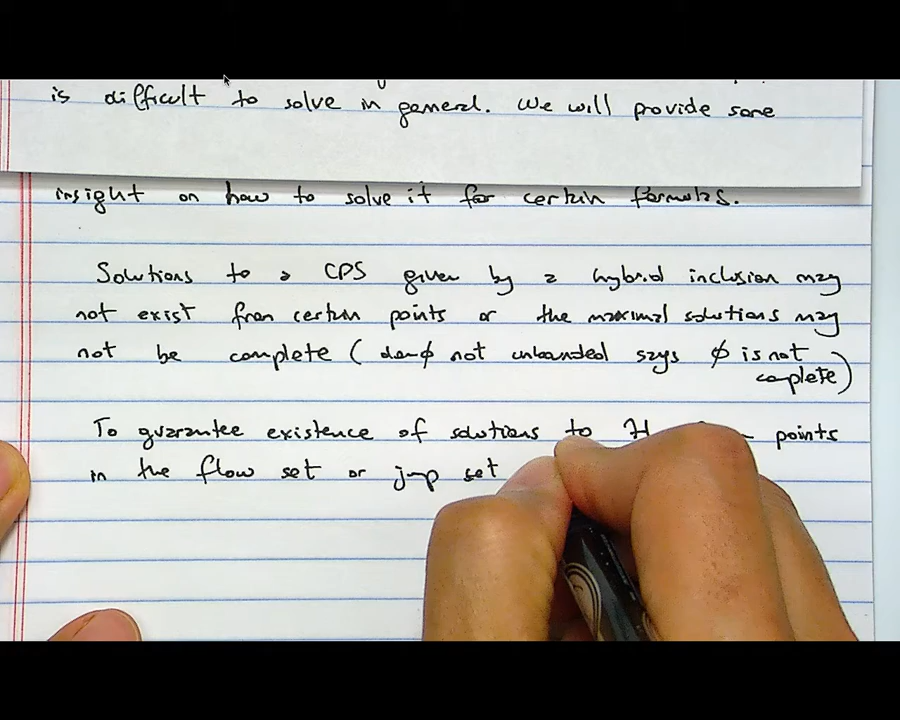 is difficult to solve in general. We will provide some
insight on how to solve it for certain formulas.
Solutions to a CPS given by a hybrid inclusion may
not exist from certain points or the maximal solutions may
not be complete ( dom ϕ not unbounded says ϕ is not
complete )
To guarantee existence of solutions to H points
in the flow set or jump set